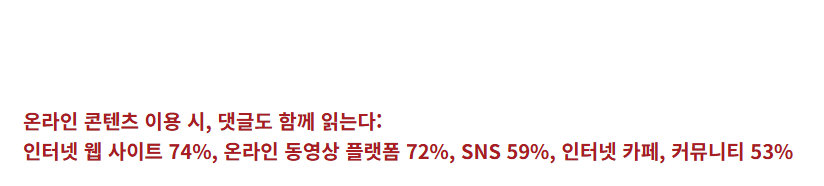 온라인 콘텐츠 이용 시, 댓글도 함께 읽는다:
인터넷 웹 사이트 74%, 온라인 동영상 플랫폼 72%, SNS 59%, 인터넷 카페, 커뮤니티 53%